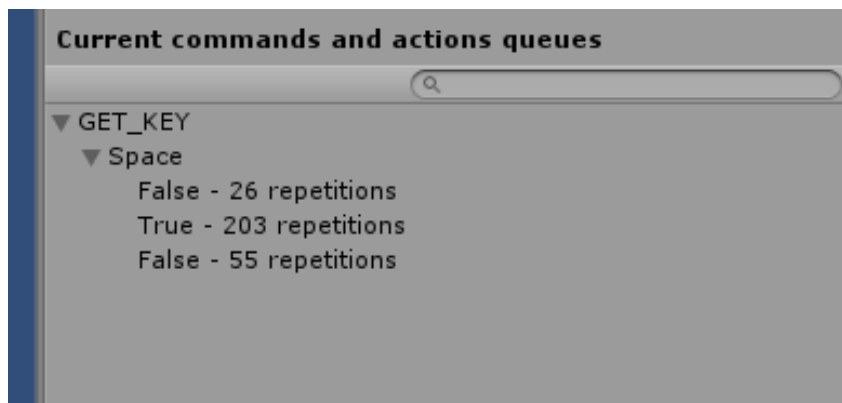 Current commands and actions queues
GET_KEY
Space
False - 26 repetitions
True - 203 repetitions
False - 55 repetitions